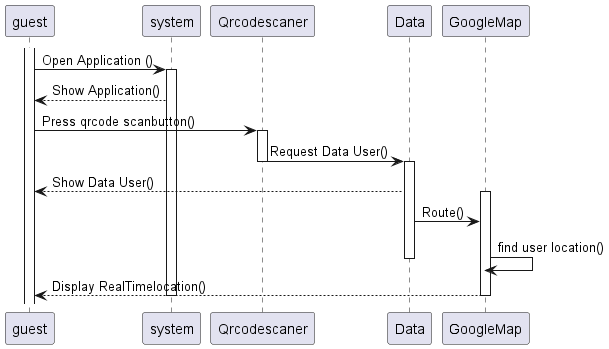 guest system Qrcodescaner Data GoogleMap
Open Application ()
Show Application()
Press qrcode scanbutton()
Request Data User()
Show Data User()
Route()
find user location()
Display RealTimelocation()
guest system Qrcodescaner Data GoogleMap